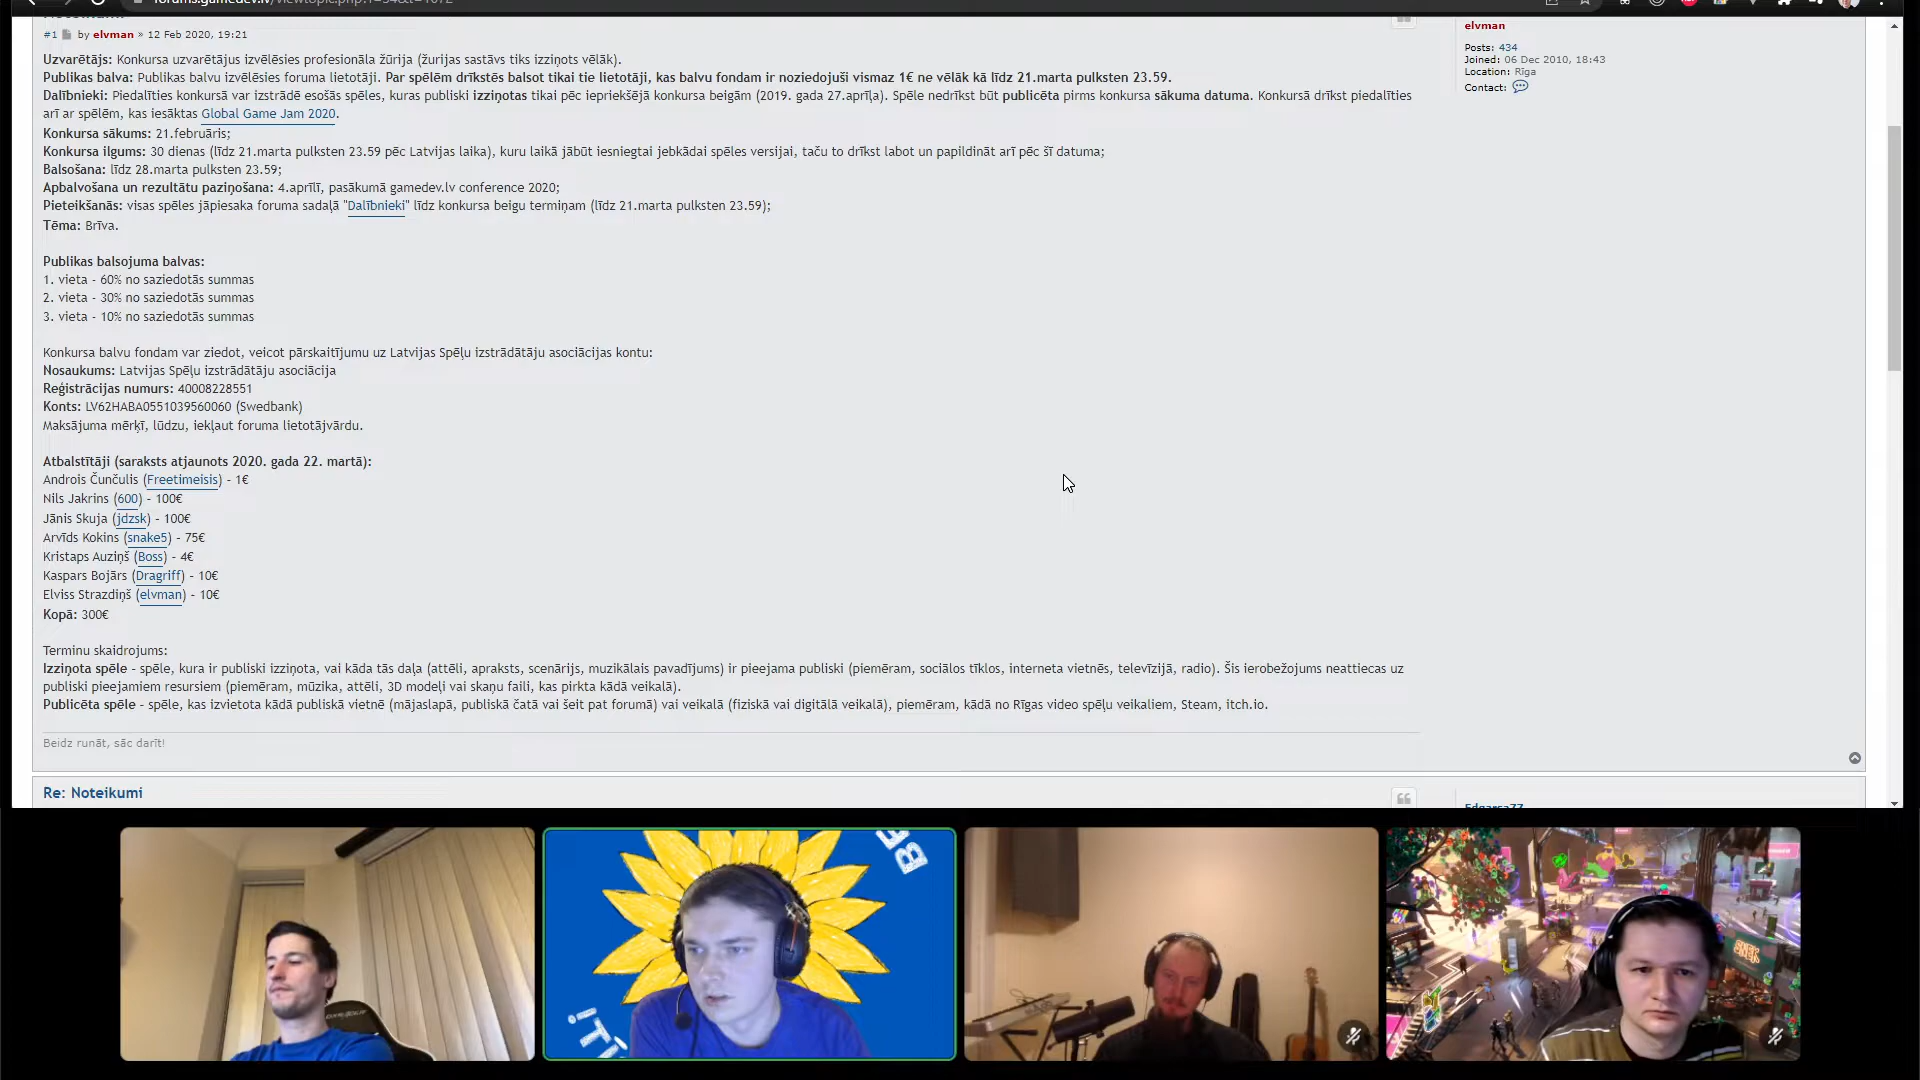 #1 by elvman » 12 Feb 2020, 19:21
Uzvarētājs: Konkursa uzvarētājus izvēlēsies profesionāla žūrija (žurijas sastāvs tiks izziņots vēlāk).
Publikas balva: Publikas balvu izvēlēsies foruma lietotāji. Par spēlēm drīkstēs balsot tikai tie lietotāji, kas balvu fondam ir noziedojuši vismaz 1€ ne vēlāk kā līdz 21.marta pulksten 23.59.
Dalībnieki: Piedalīties konkursā var izstrādē esošās spēles, kuras publiski izziņotas tikai pēc iepriekšējā konkursa beigām (2019. gada 27.aprīļa). Spēle nedrīkst būt publicēta pirms konkursa sākuma datuma. Konkursā drīkst piedalīties
arī ar spēlēm, kas iesāktas Global Game Jam 2020.
Konkursa sākums: 21.februāris;
Konkursa ilgums: 30 dienas (līdz 21.marta pulksten 23.59 pēc Latvijas laika), kuru laikā jābūt iesniegtai jebkādai spēles versijai, taču to drīkst labot un papildināt arī pēc šī datuma;
Balsošana: līdz 28.marta pulksten 23.59;
Apbalvošana un rezultātu paziņošana: 4.aprīlī, pasākumā gamedev.lv conference 2020;
Pieteikšanās: visas spēles jāpiesaka foruma sadaļā "Dalībnieki" līdz konkursa beigu termiņam (līdz 21.marta pulksten 23.59);
Tēma: Brīva.
Publikas balsojuma balvas:
1. vieta - 60% no saziedotās summas
2. vieta - 30% no saziedotās summas
3. vieta - 10% no saziedotās summas
Konkursa balvu fondam var ziedot, veicot pārskaitījumu uz Latvijas Spēļu izstrādātāju asociācijas kontu:
Nosaukums: Latvijas Spēļu izstrādātāju asociācija
Reģistrācijas numurs: 40008228551
Konts: LV62HABA0551039560060 (Swedbank)
Maksājuma mērķī, lūdzu, iekļaut foruma lietotājvārdu.
Atbalstītāji (saraksts atjaunots 2020. gada 22. martā):
Androis Čunčulis (Freetimeisis) - 1€
Nils Jakrins (600) - 100€
Jānis Skuja (jdzsk) - 100€
Arvīds Kokins (snake5) - 75€
Kristaps Auziņš (Boss) - 4€
Kaspars Bojārs (Dragriff) - 10€
Elviss Strazdiņš (elvman) - 10€
Kopā: 300€
Terminu skaidrojums:
Izziņota spēle - spēle, kura ir publiski izziņota, vai kāda tās daļa (attēli, apraksts, scenārijs, muzikālais pavadījums) ir pieejama publiski (piemēram, sociālos tīklos, interneta vietnēs, televīzijā, radio). Šis ierobežojums neattiecas uz
publiski pieejamiem resursiem (piemēram, mūzika, attēli, 3D modeļi vai skaņu faili, kas pirkta kādā veikalā).
Publicēta spēle - spēle, kas izvietota kādā publiskā vietnē (mājaslapā, publiskā čatā vai šeit pat forumā) vai veikalā (fiziskā vai digitālā veikalā), piemēram, kādā no Rīgas video spēļu veikaliem, Steam, itch.io.
Beidz runāt, sāc darīt!
elvman
Posts: 434
Joined: 06 Dec 2010, 18:43
Location: Rīga
Contact:
Re: Noteikumi